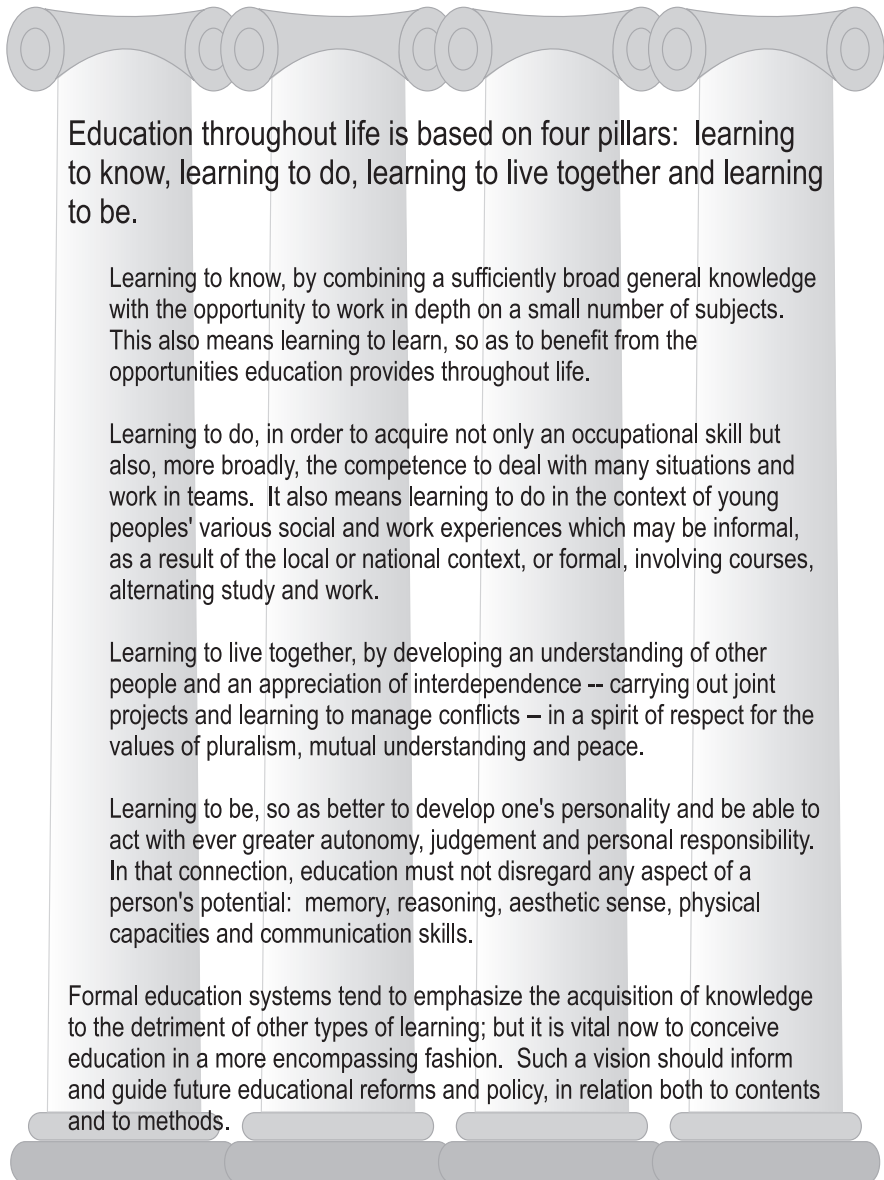 Education throughout life is based on four pillars:  learning
to know, learning to do, learning to live together and learning
to be.
Learning to know, by combining a sufficiently broad general knowledge
with the opportunity to work in depth on a small number of subjects.
This also means learning to learn, so as to benefit from the
opportunities education provides throughout life.
Learning to do, in order to acquire not only an occupational skill but
also, more broadly, the competence to deal with many situations and
work in teams.  It also means learning to do in the context of young
peoples' various social and work experiences which may be informal,
as a result of the local or national context, or formal, involving courses,
alternating study and work.
Learning to live together, by developing an understanding of other
people and an appreciation of interdependence -- carrying out joint
projects and learning to manage conflicts – in a spirit of respect for the
values of pluralism, mutual understanding and peace.
Learning to be, so as better to develop one's personality and be able to
act with ever greater autonomy, judgement and personal responsibility.
In that connection, education must not disregard any aspect of a
person's potential:  memory, reasoning, aesthetic sense, physical
capacities and communication skills.
Formal education systems tend to emphasize the acquisition of knowledge
to the detriment of other types of learning; but it is vital now to conceive
education in a more encompassing fashion.  Such a vision should inform
and guide future educational reforms and policy, in relation both to contents
and to methods.